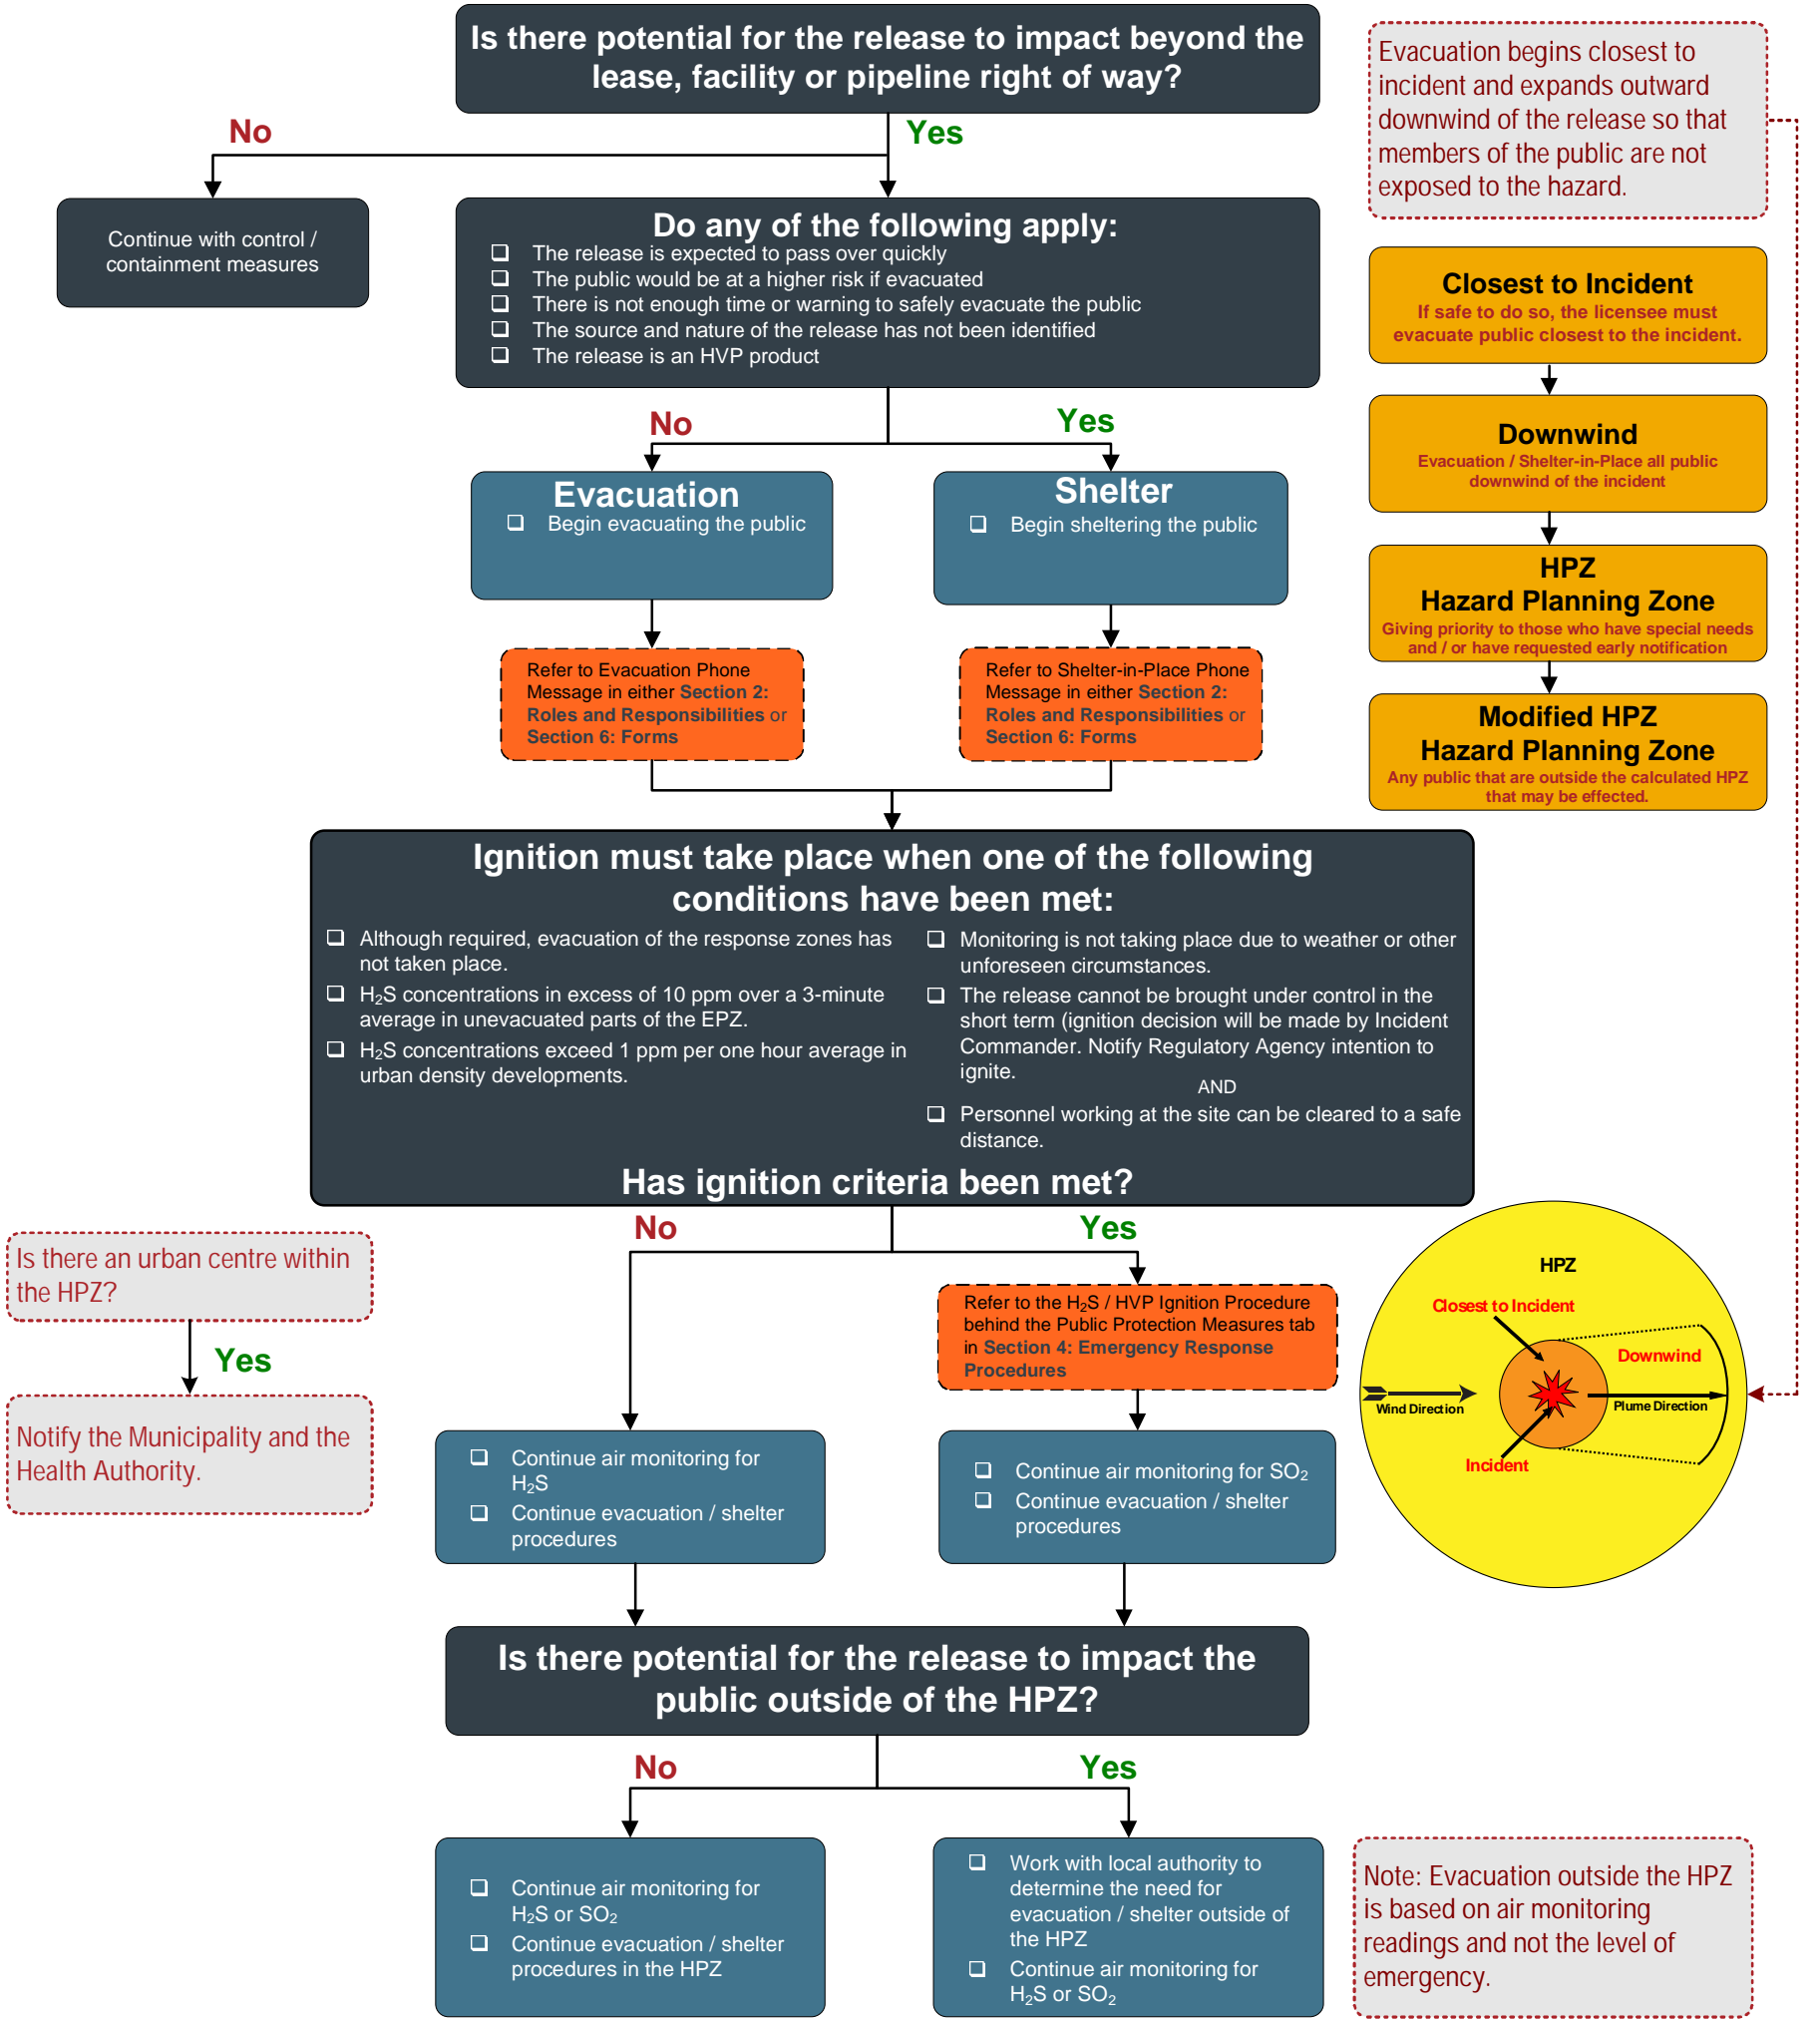 Is there potential for the release to impact beyond the
lease, facility or pipeline right of way?
No
Yes
Continue with control /
containment measures
Do any of the following apply:
❑ The release is expected to pass over quickly
❑ The public would be at a higher risk if evacuated
❑ There is not enough time or warning to safely evacuate the public
❑ The source and nature of the release has not been identified
❑ The release is an HVP product
No
Yes
Evacuation
❑ Begin evacuating the public
Shelter
❑ Begin sheltering the public
Refer to Evacuation Phone
Message in either Section 2:
Roles and Responsibilities or
Section 6: Forms
Refer to Shelter-in-Place Phone
Message in either Section 2:
Roles and Responsibilities or
Section 6: Forms
Evacuation begins closest to
incident and expands outward
downwind of the release so that
members of the public are not
exposed to the hazard.
Closest to Incident
If safe to do so, the licensee must
evacuate public closest to the incident.
Downwind
Evacuation / Shelter-in-Place all public
downwind of the incident
HPZ
Hazard Planning Zone
Giving priority to those who have special needs
and / or have requested early notification
Modified HPZ
Hazard Planning Zone
Any public that are outside the calculated HPZ
that may be effected.
Ignition must take place when one of the following
conditions have been met:
❑ Although required, evacuation of the response zones has
not taken place.
❑ H₂S concentrations in excess of 10 ppm over a 3-minute
average in unevacuated parts of the EPZ.
❑ H₂S concentrations exceed 1 ppm per one hour average in
urban density developments.
❑ Monitoring is not taking place due to weather or other
unforeseen circumstances.
❑ The release cannot be brought under control in the
short term (ignition decision will be made by Incident
Commander. Notify Regulatory Agency intention to
ignite.
AND
❑ Personnel working at the site can be cleared to a safe
distance.
Has ignition criteria been met?
No
Yes
Is there an urban centre within
the HPZ?
Yes
Notify the Municipality and the
Health Authority.
Refer to the H₂S / HVP Ignition Procedure
behind the Public Protection Measures tab
in Section 4: Emergency Response
Procedures
❑ Continue air monitoring for
H₂S
❑ Continue evacuation / shelter
procedures
❑ Continue air monitoring for SO₂
❑ Continue evacuation / shelter
procedures
HPZ
Closest to Incident
Downwind
Wind Direction
Plume Direction
Incident
Is there potential for the release to impact the
public outside of the HPZ?
No
Yes
❑ Continue air monitoring for
H₂S or SO₂
❑ Continue evacuation / shelter
procedures in the HPZ
❑ Work with local authority to
determine the need for
evacuation / shelter outside of
the HPZ
❑ Continue air monitoring for
H₂S or SO₂
Note: Evacuation outside the HPZ
is based on air monitoring
readings and not the level of
emergency.